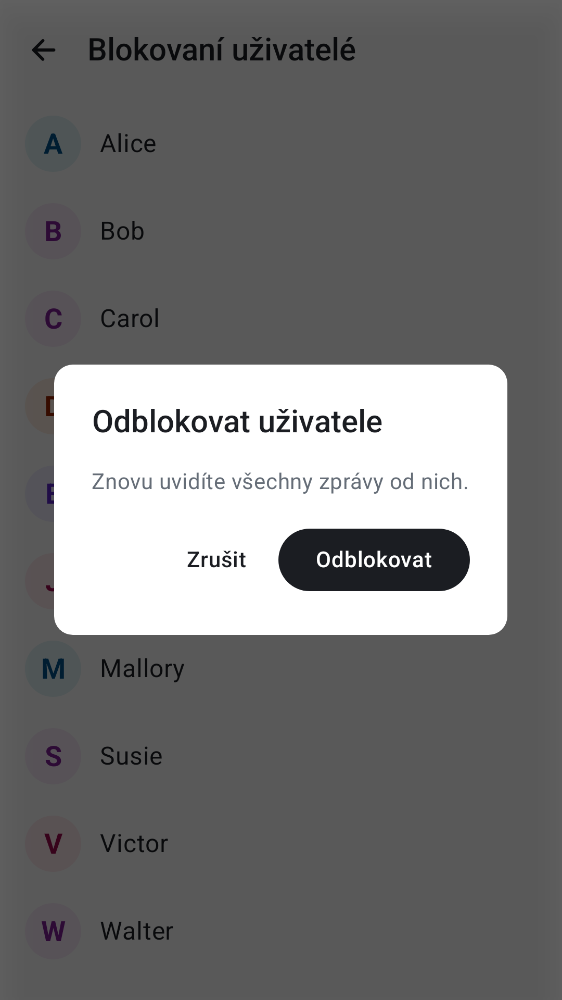 Blokovaní uživatelé
A Alice
B Bob
C Carol
Odblokovat uživatele
Znovu uvidíte všechny zprávy od nich.
Zrušit Odblokovat
M Mallory
S Susie
V Victor
W Walter